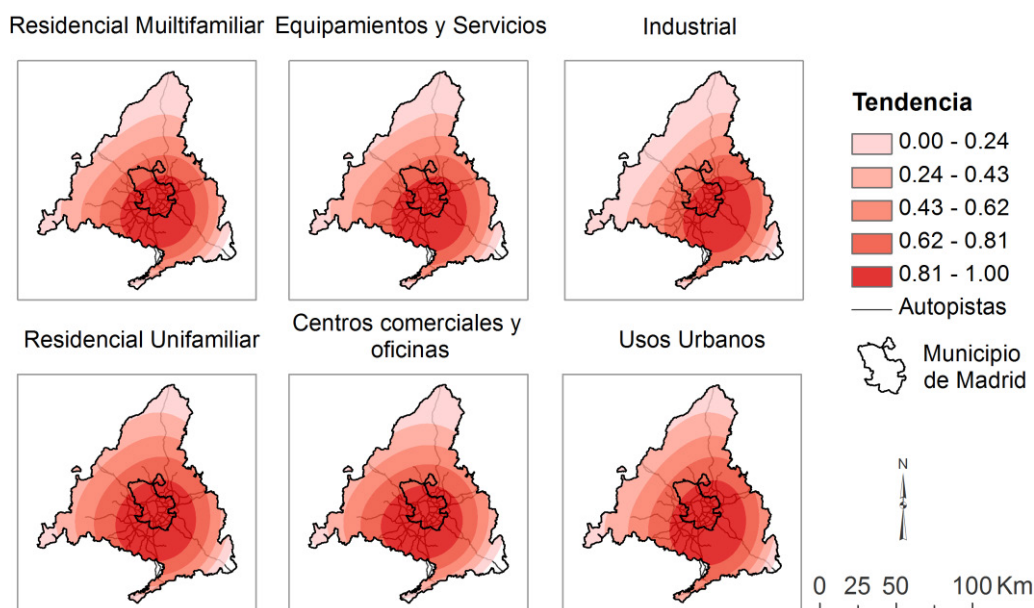 Residencial Muiltifamiliar
Equipamientos y Servicios
Industrial
Residencial Unifamiliar
Centros comerciales y
oficinas
Usos Urbanos
Tendencia
0.00 - 0.24
0.24 - 0.43
0.43 - 0.62
0.62 - 0.81
0.81 - 1.00
Autopistas
Municipio
de Madrid
N
0 25 50 100 Km